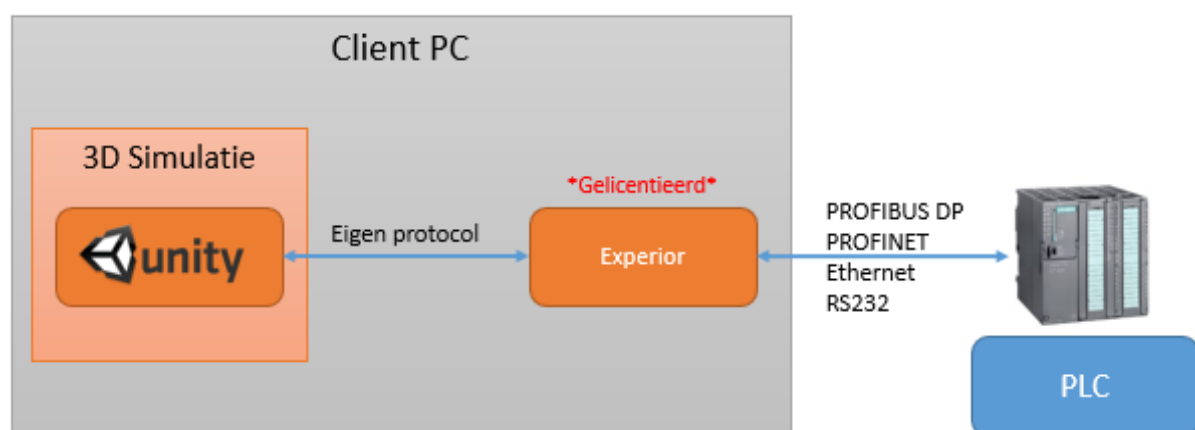 Client PC
3D Simulatie
unity
Eigen protocol
*Gelicentieerd*
Experior
PROFIBUS DP
PROFINET
Ethernet
RS232
PLC